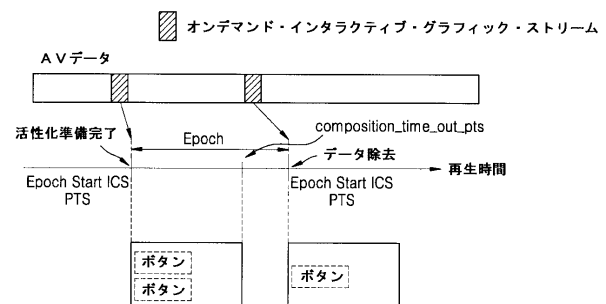 オンデマンド・インタラクティブ・グラフィック・ストリーム
AVデータ
活性化準備完了
Epoch
composition_time_out_pts
データ除去
再生時間
Epoch Start ICS
PTS
Epoch Start ICS
PTS
ボタン
ボタン
ボタン